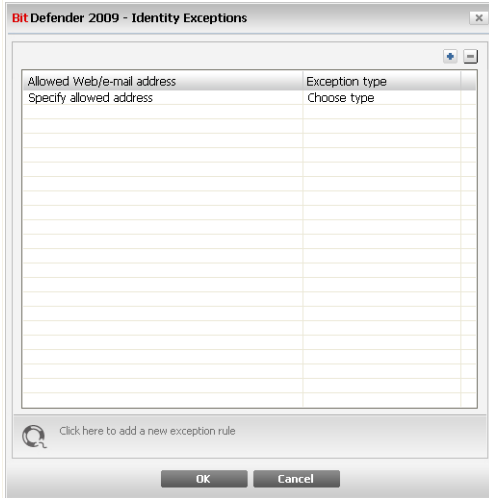 BitDefender 2009 - Identity Exceptions
Allowed Web/e-mail address Exception type
Specify allowed address Choose type
Click here to add a new exception rule
OK Cancel